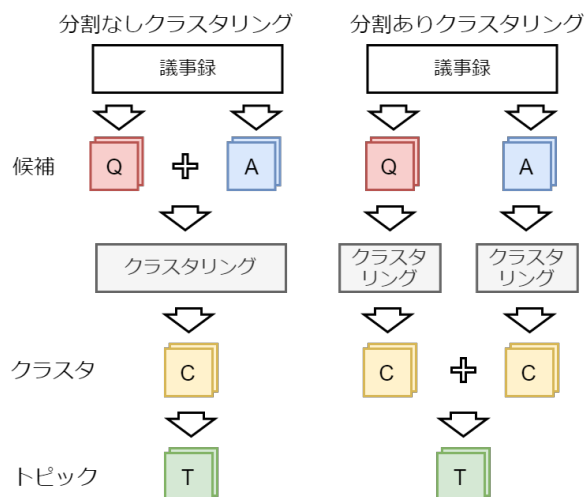 分割なしクラスタリング
分割ありクラスタリング
議事録
議事録
候補
Q
A
Q
A
クラスタリング
クラスタ
リング
クラスタ
リング
クラスタ
C
C
C
トピック
T
T